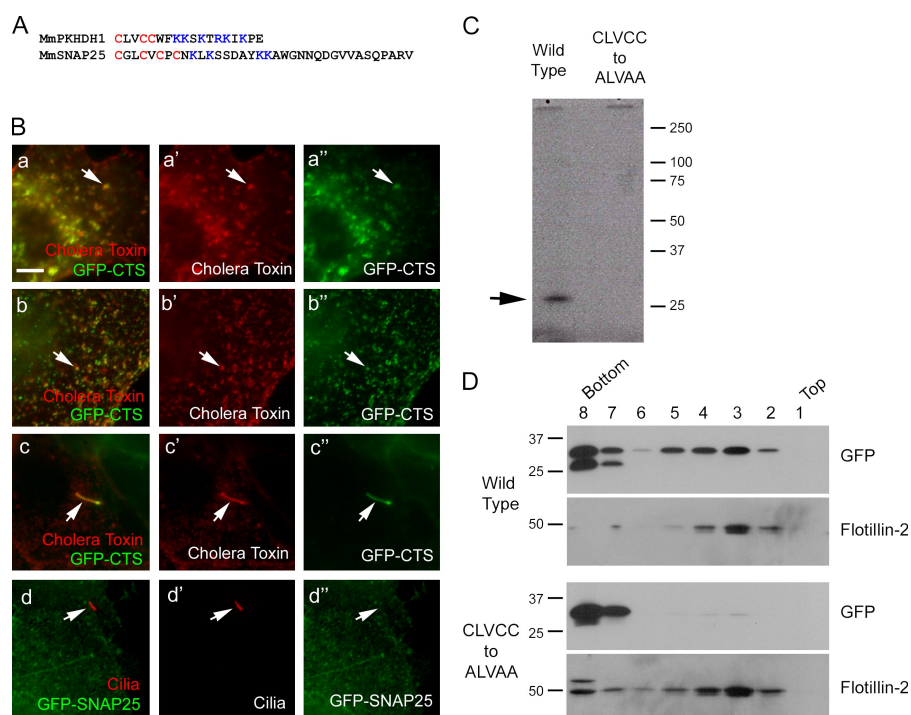 A
MmPKHDH1 CLVCCWFKKSKTRKIKPE
MmSNAP25 CGLCVCPCNKLKSSDAYKKAWGNNQDGVVASQPARV
B
a
Cholera Toxin
GFP-CTS
a'
Cholera Toxin
a''
GFP-CTS
b
Cholera Toxin
GFP-CTS
b'
Cholera Toxin
b''
GFP-CTS
c
Cholera Toxin
GFP-CTS
c'
Cholera Toxin
c''
GFP-CTS
d
Cilia
GFP-SNAP25
d'
Cilia
d''
GFP-SNAP25
C
Wild
Type
CLVCC
to
ALVAA
250
100
75
50
37
25
D
Bottom
Top
8 7 6 5 4 3 2 1
Wild
Type
37
25
GFP
50
Flotillin-2
CLVCC
to
ALVAA
37
25
GFP
50
Flotillin-2